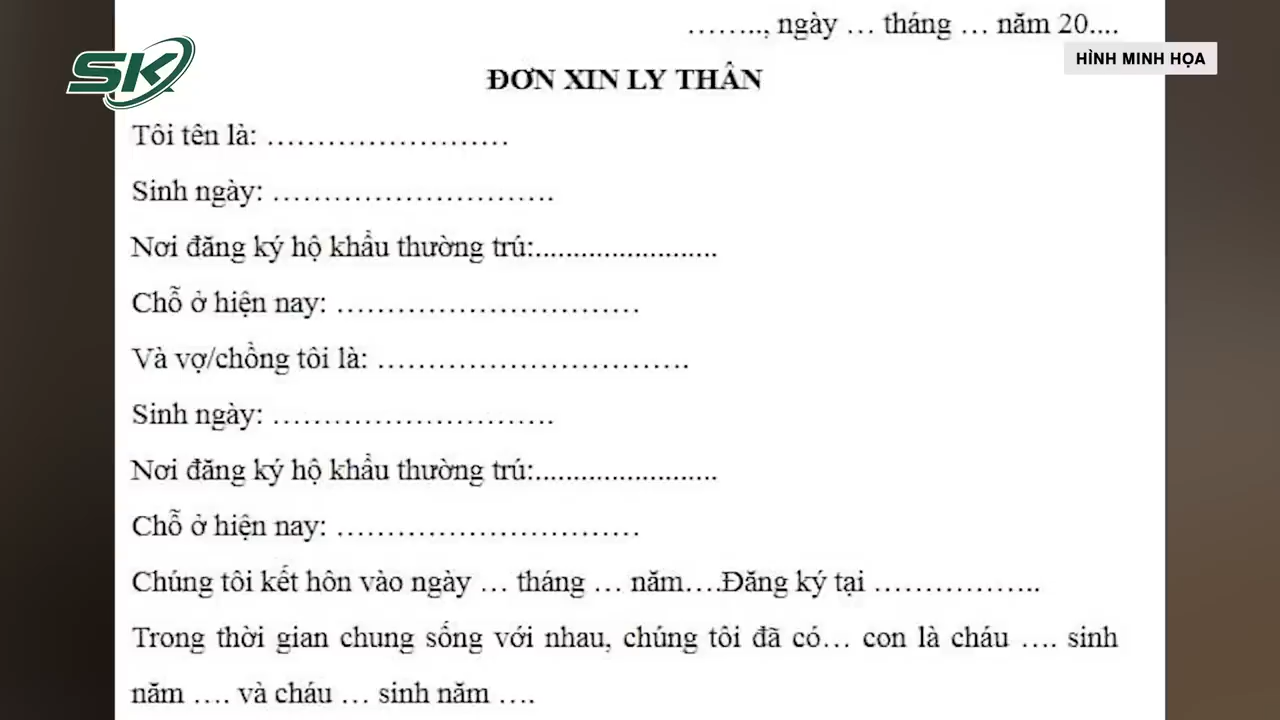 …….., ngày … tháng … năm 20....
SK
HÌNH MINH HỌA
ĐƠN XIN LY THÂN
Tôi tên là: ……………………
Sinh ngày: ……………………….
Nơi đăng ký hộ khẩu thường trú:........................
Chỗ ở hiện nay: …………………………
Và vợ/chồng tôi là: ………………………….
Sinh ngày: ……………………….
Nơi đăng ký hộ khẩu thường trú:........................
Chỗ ở hiện nay: …………………………
Chúng tôi kết hôn vào ngày … tháng … năm….Đăng ký tại ……………..
Trong thời gian chung sống với nhau, chúng tôi đã có… con là cháu …. sinh
năm …. và cháu … sinh năm ….